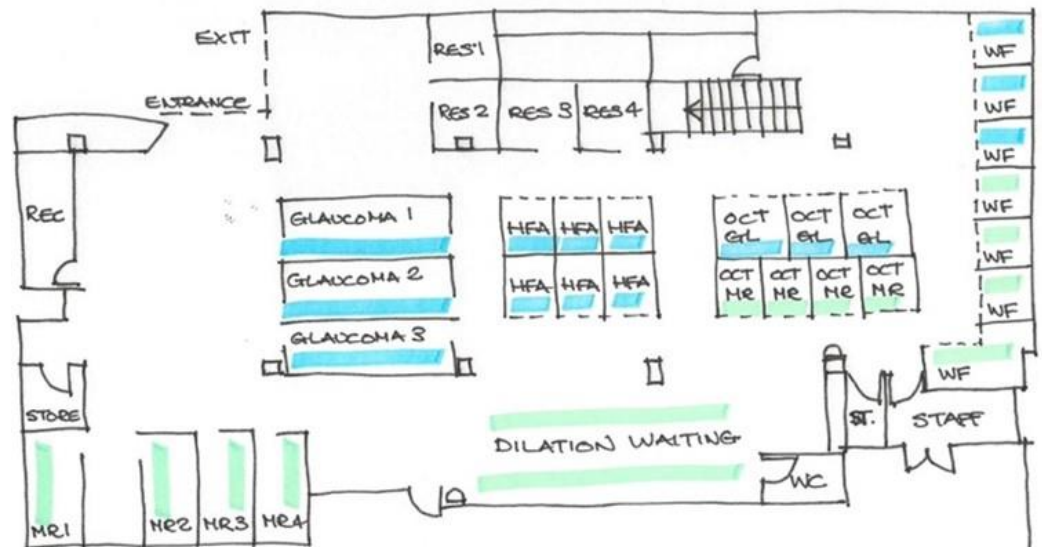 EXIT
ENTRANCE
REC
STORE
MR1
MR2
MR3
MR4
RES 1
RES 2
RES 3
RES 4
GLAUCOMA 1
GLAUCOMA 2
GLAUCOMA 3
HFA HFA HFA
HFA HFA HFA
OCT OCT OCT
GL GL GL
OCT OCT OCT OCT
MR MR MR MR
WF
WF
WF
WF
WF
WF
WF
DILATION WAITING
WC
ST.
STAFF